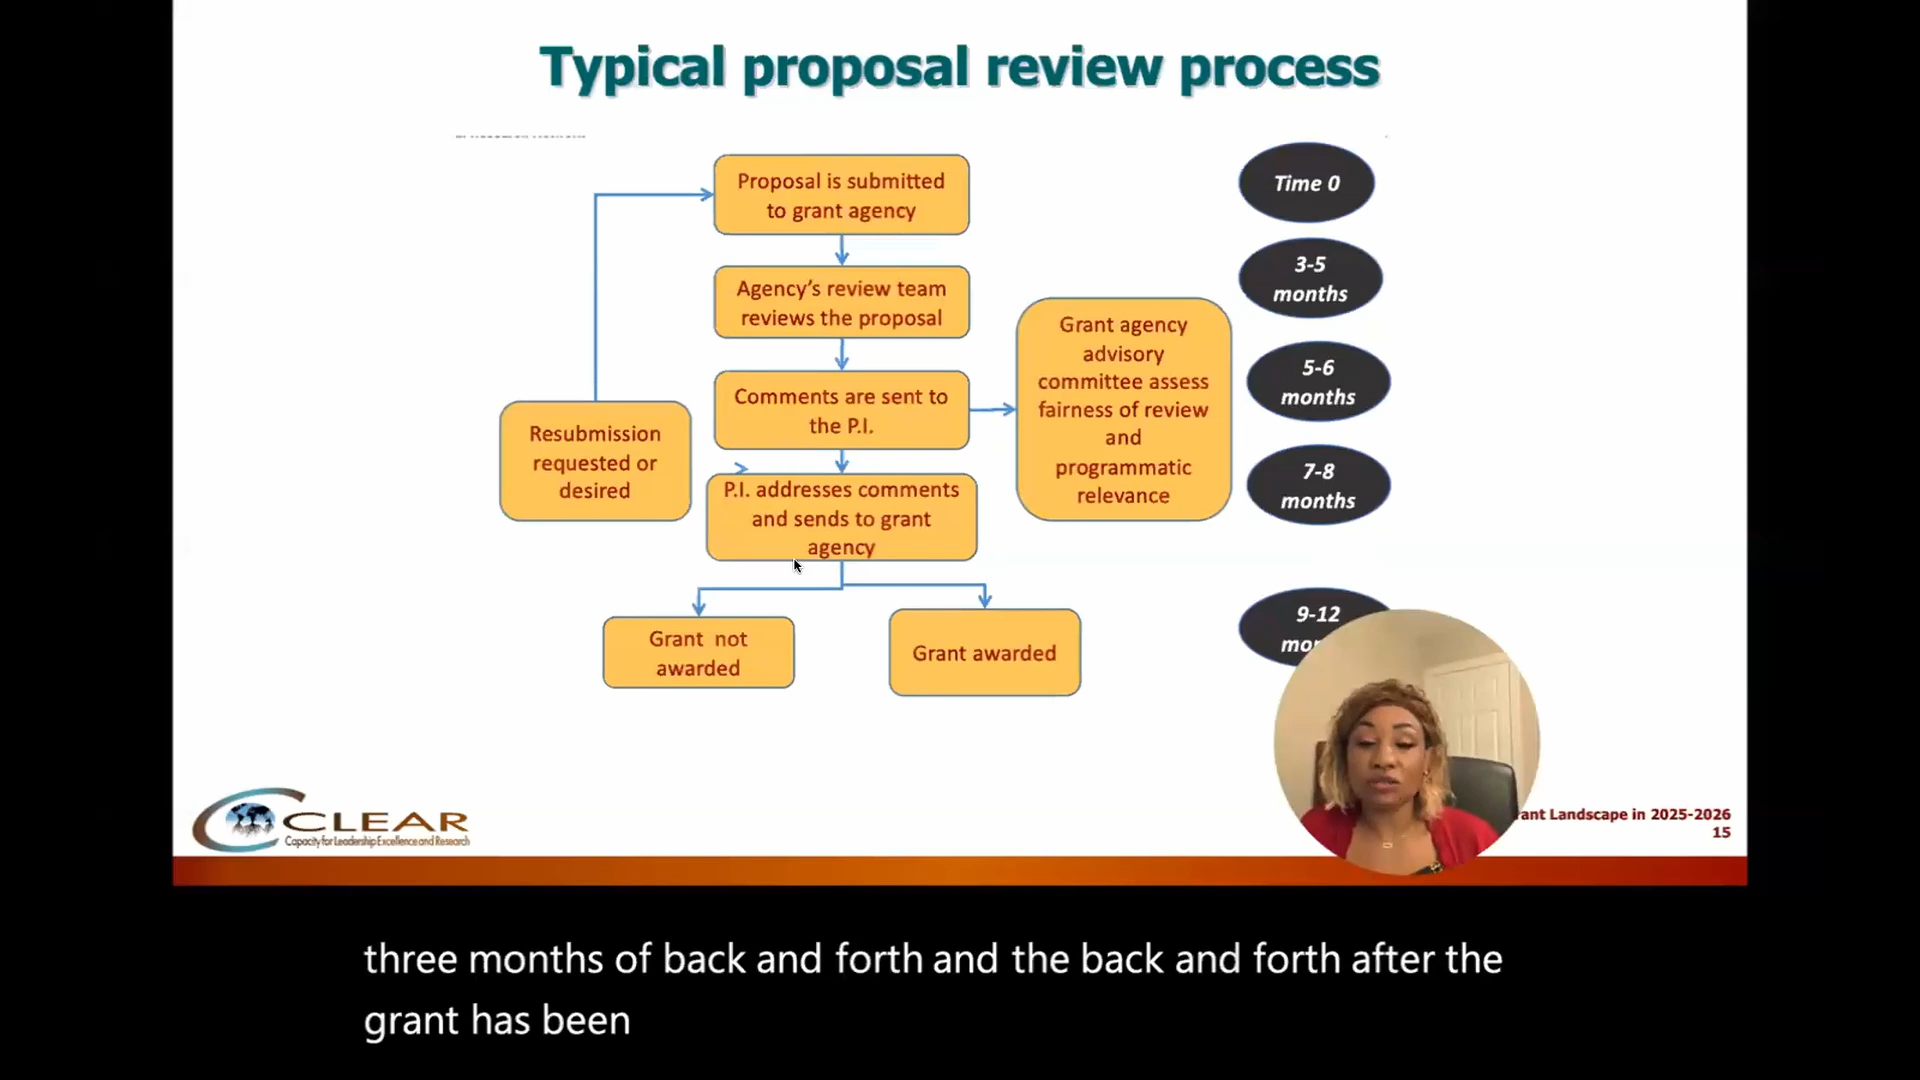 Typical proposal review process
Proposal is submitted
to grant agency
Time 0
Agency's review team
reviews the proposal
3-5
months
Comments are sent to
the P.I.
Grant agency
advisory
committee assess
fairness of review
and
programmatic
relevance
5-6
months
Resubmission
requested or
desired
P.I. addresses comments
and sends to grant
agency
7-8
months
Grant not
awarded
Grant awarded
9-12
CLEAR
Capacity for Leadership Excellence and Research
Landscape in 2025-2026
15
three months of back and forth and the back and forth after the
grant has been